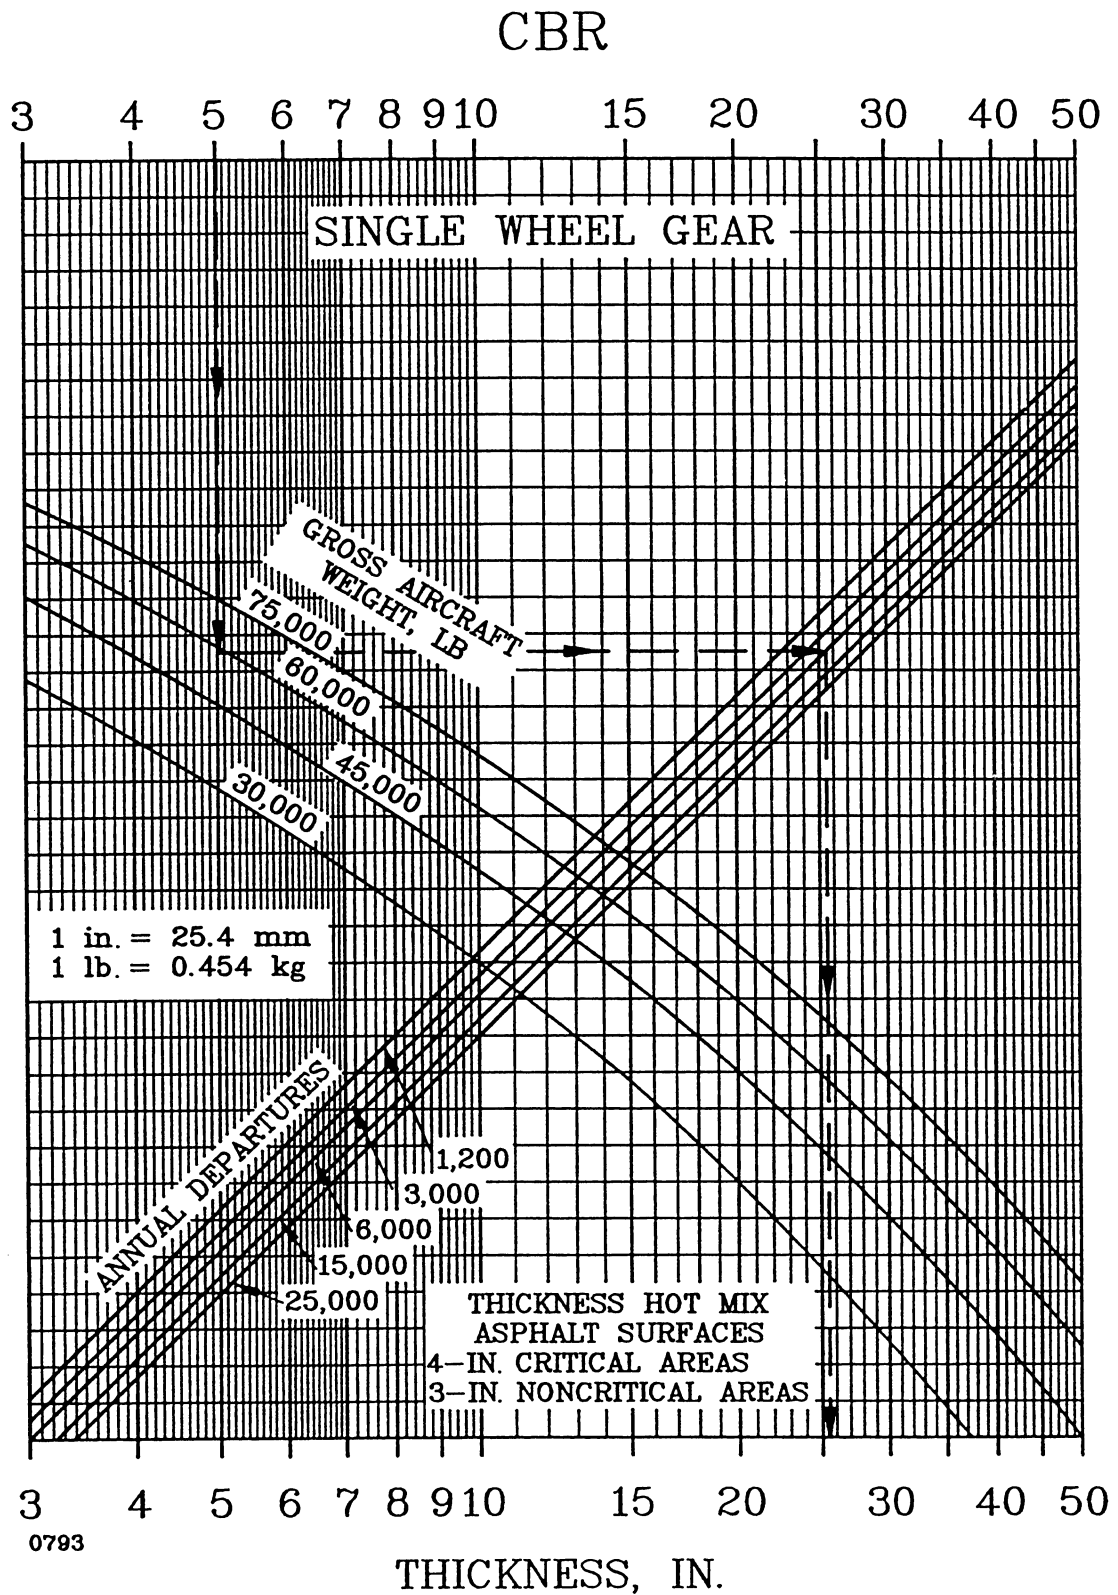 CBR
3 4 5 6 7 8 9 10 15 20 30 40 50
SINGLE WHEEL GEAR
GROSS AIRCRAFT
WEIGHT, LB
75,000
60,000
45,000
30,000
1 in. = 25.4 mm
1 lb. = 0.454 kg
ANNUAL DEPARTURES
1,200
3,000
6,000
15,000
25,000
THICKNESS HOT MIX
ASPHALT SURFACES
4-IN. CRITICAL AREAS
3-IN. NONCRITICAL AREAS
3 4 5 6 7 8 9 10 15 20 30 40 50
0793
THICKNESS, IN.